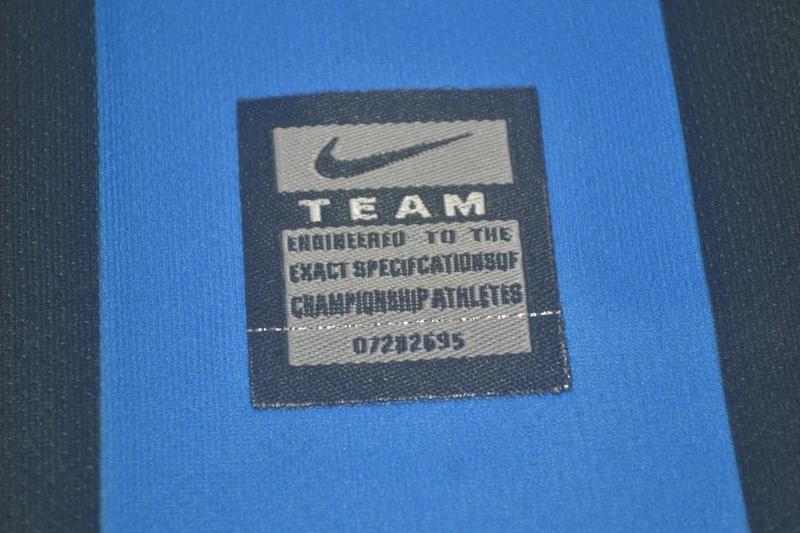 TEAM
ENGINEERED TO THE
EXACT SPECIFCATIONSOF
CHAMPIONSHIP ATHLETES
07282695